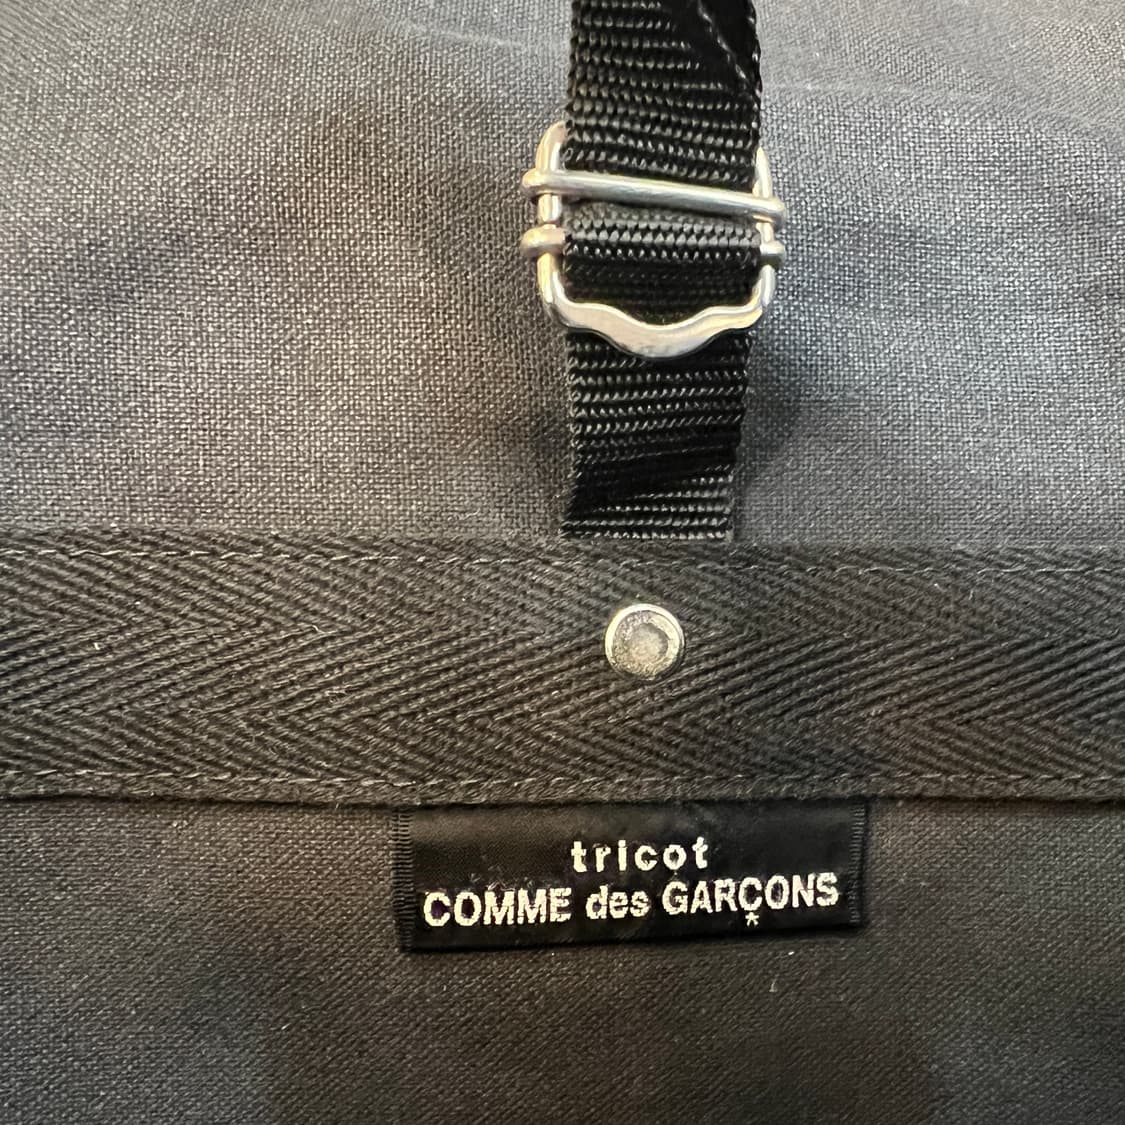 tricot
COMME des GARÇONS
*